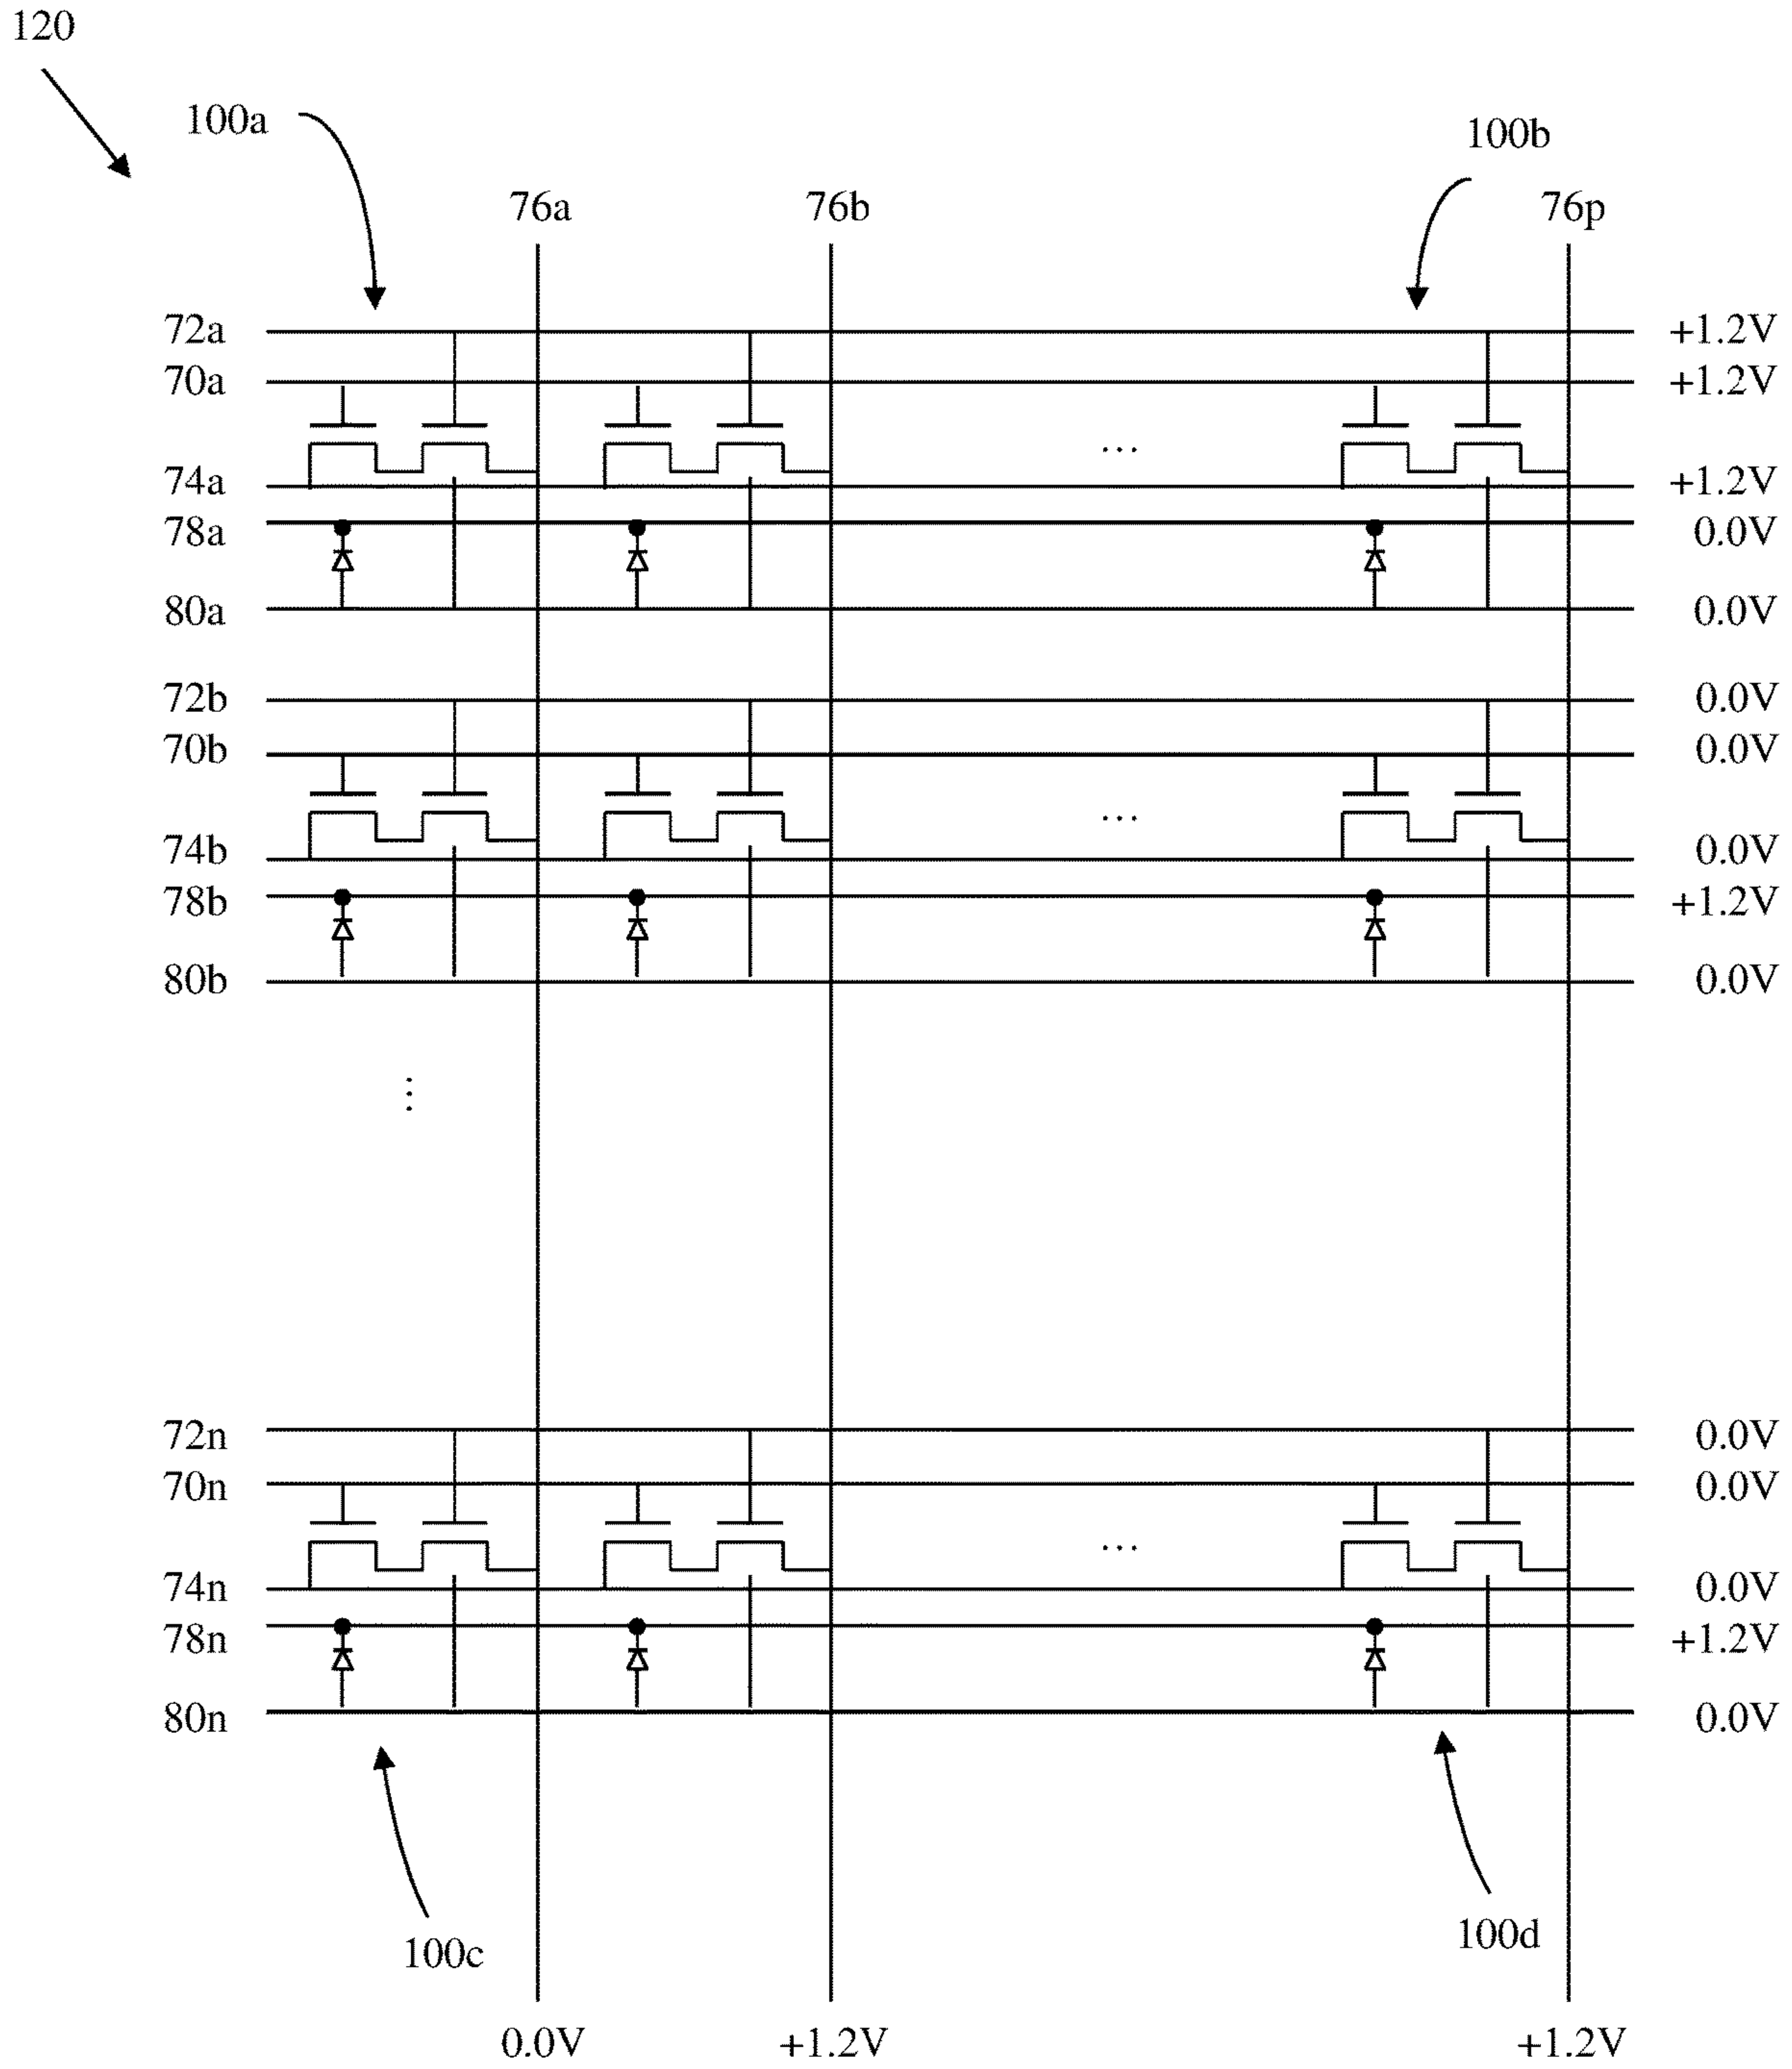 120
100a
100b
76a 76b 76p
72a +1.2V
70a +1.2V
...
74a +1.2V
78a 0.0V
80a 0.0V
72b 0.0V
70b 0.0V
...
74b 0.0V
78b +1.2V
80b 0.0V
...
72n 0.0V
70n 0.0V
...
74n 0.0V
78n +1.2V
80n 0.0V
100c 100d
0.0V +1.2V +1.2V